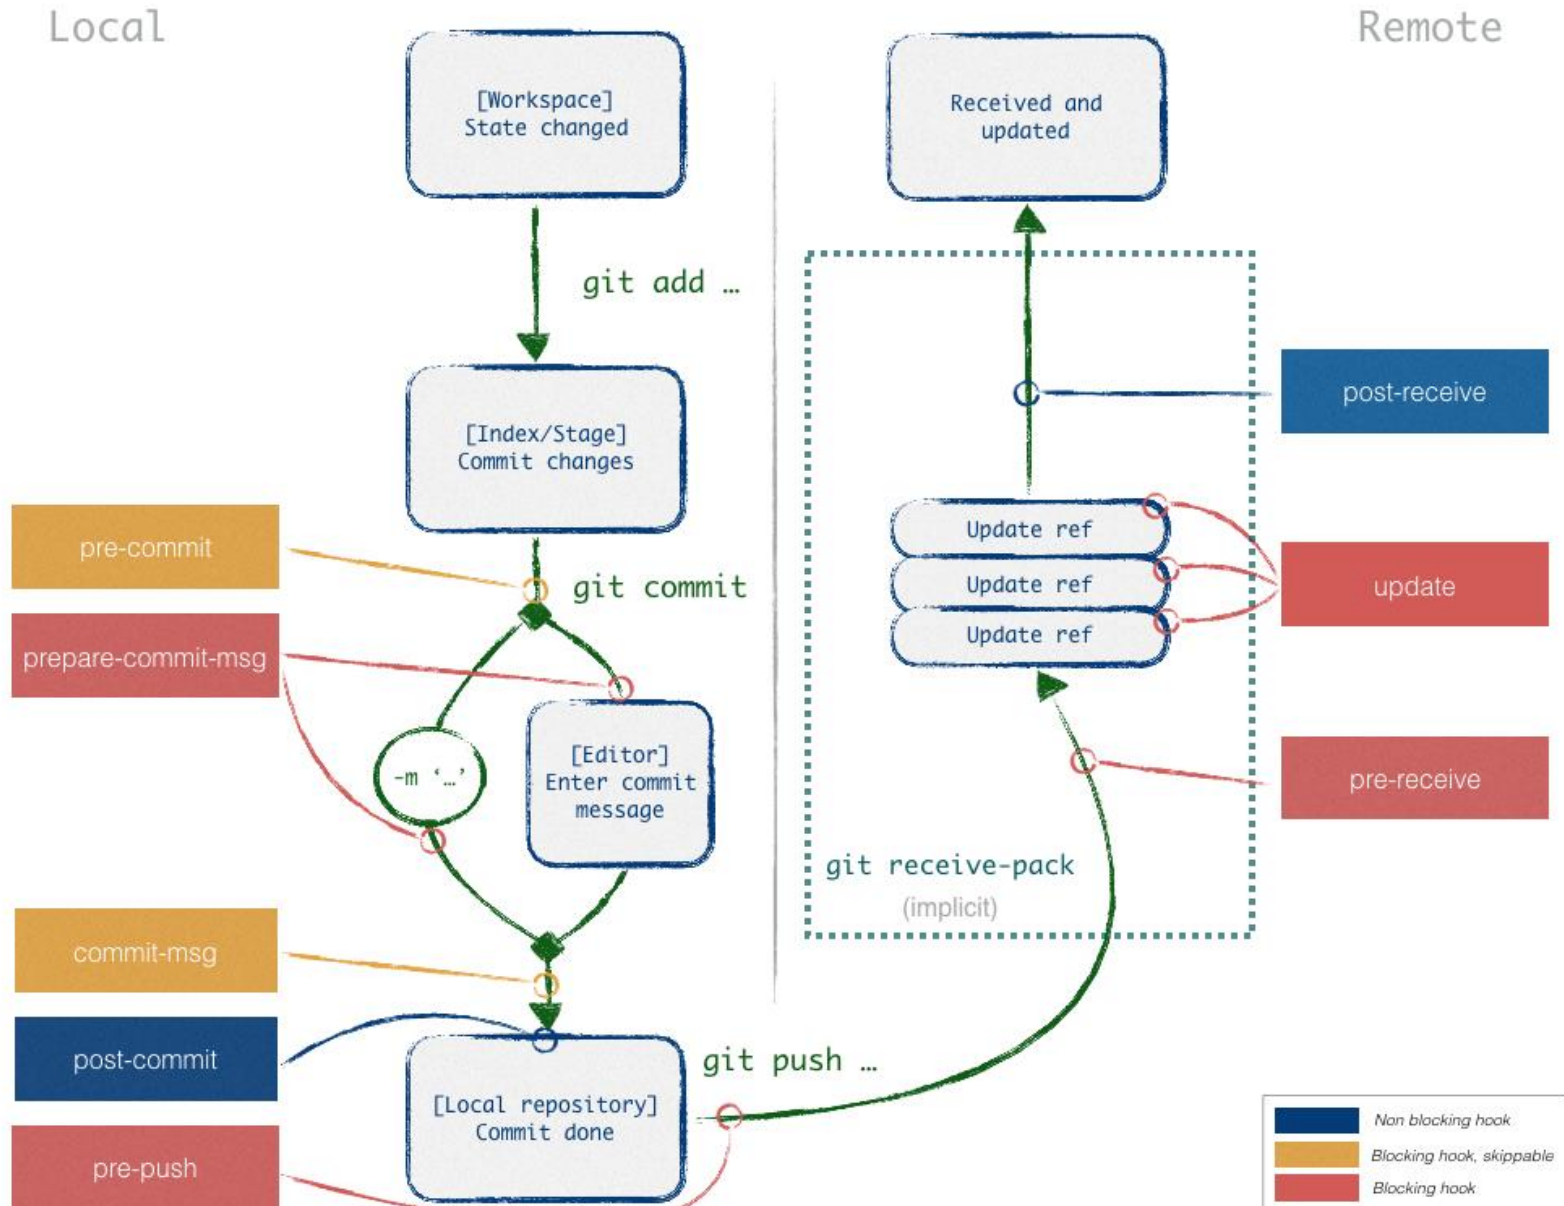 Local
Remote
[Workspace]
State changed
Received and
updated
git add …
post-receive
[Index/Stage]
Commit changes
pre-commit
git commit
Update ref
Update ref
Update ref
update
prepare-commit-msg
-m ‘…’
[Editor]
Enter commit
message
pre-receive
git receive-pack
(implicit)
commit-msg
post-commit
git push …
[Local repository]
Commit done
pre-push
Non blocking hook
Blocking hook, skippable
Blocking hook